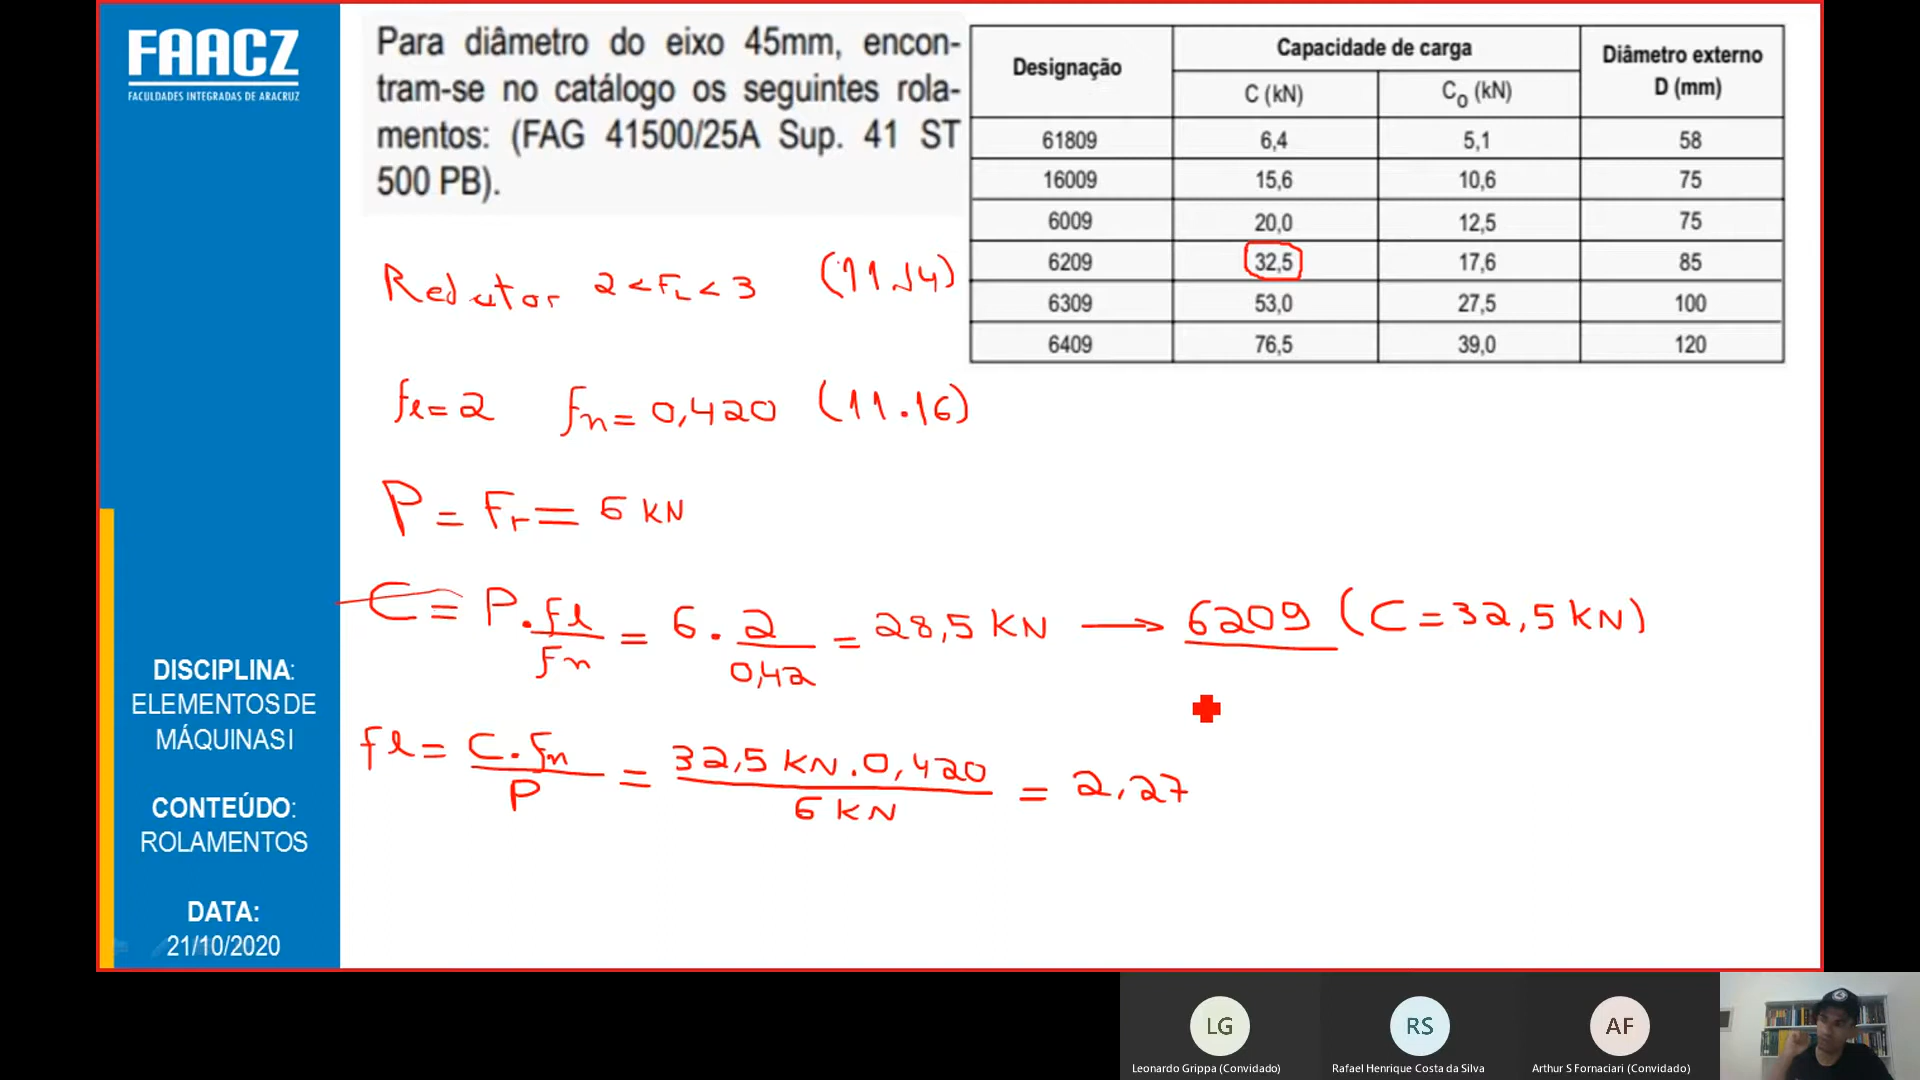 FAACZ
FACULDADES INTEGRADAS DE ARACRUZ
Para diâmetro do eixo 45mm, encon-
tram-se no catálogo os seguintes rola-
mentos: (FAG 41500/25A Sup. 41 ST
500 PB).
Designação Capacidade de carga Diâmetro externo D (mm)
C (kN) C₀ (kN)
61809 6,4 5,1 58
16009 15,6 10,6 75
6009 20,0 12,5 75
6209 32,5 17,6 85
6309 53,0 27,5 100
6409 76,5 39,0 120
Redutor 2 < FL < 3 (11.14)
fl = 2 fn = 0,420 (11.16)
P = Fr = 6 KN
C = P . fl / fn = 6 . 2 / 0,42 = 28,5 KN → 6209 (C = 32,5 KN)
fl = C . fn / P = 32,5 KN . 0,420 / 6 KN = 2,27
DISCIPLINA:
ELEMENTOS DE
MÁQUINAS I
CONTEÚDO:
ROLAMENTOS
DATA:
21/10/2020
LG RS AF
Leonardo Grippa (Convidado) Rafael Henrique Costa da Silva Arthur S Fornaciari (Convidado)